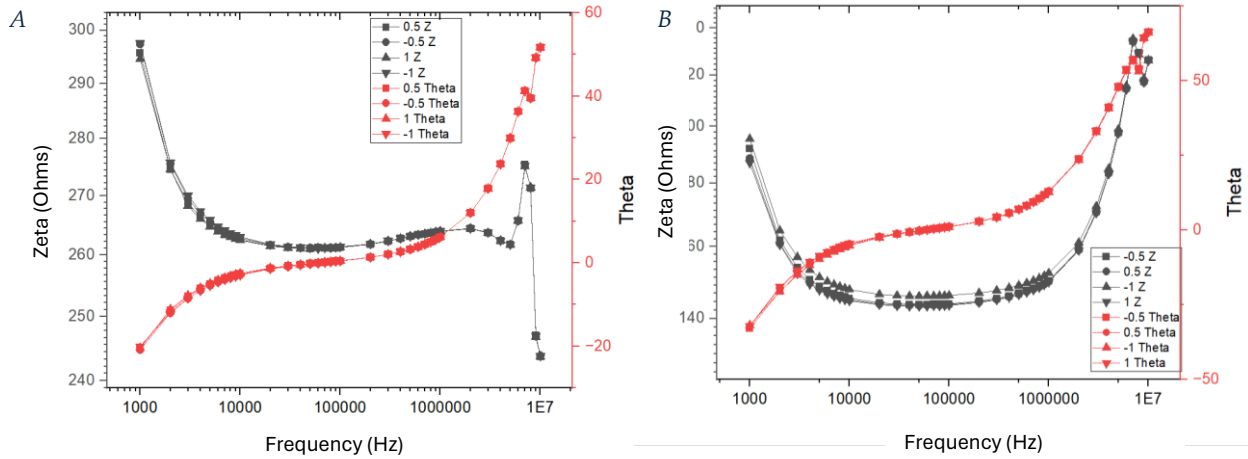 A
300
290
280
270
260
250
240
Zeta (Ohms)
0.5 Z
-0.5 Z
1 Z
-1 Z
0.5 Theta
-0.5 Theta
1 Theta
-1 Theta
60
50
40
30
20
10
0
-20
Theta
1000
10000
100000
1000000
1E7
Frequency (Hz)
B
0
20
00
80
60
140
Zeta (Ohms)
-0.5 Z
0.5 Z
-1 Z
1 Z
-0.5 Theta
0.5 Theta
-1 Theta
1 Theta
50
0
-50
Theta
1000
10000
100000
1000000
1E7
Frequency (Hz)